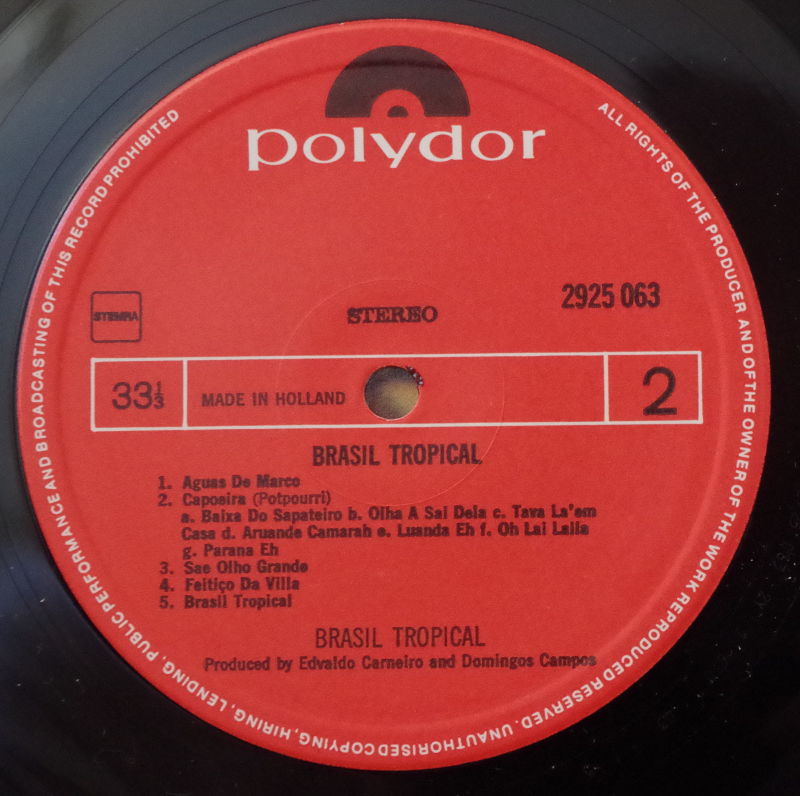 polydor
ALL RIGHTS OF THE PRODUCER AND OF THE OWNER OF THE WORK REPRODUCED RESERVED. UNAUTHORISED COPYING, HIRING, LENDING, PUBLIC PERFORMANCE AND BROADCASTING OF THIS RECORD PROHIBITED
STEMRA
STEREO
2925 063
33⅓
MADE IN HOLLAND
2
BRASIL TROPICAL
1. Aguas De Marco
2. Capoeira (Potpourri)
a. Baixa Do Sapateiro b. Olha A Sai Dela c. Tava La'em
Casa d. Aruande Camarah e. Luanda Eh f. Oh Lai Lalla
g. Parana Eh
3. Sae Olho Grande
4. Feitiço Da Villa
5. Brasil Tropical
BRASIL TROPICAL
Produced by Edvaldo Carneiro and Domingos Campos